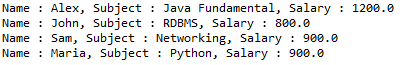 Name : Alex, Subject : Java Fundamental, Salary : 1200.0
Name : John, Subject : RDBMS, Salary : 800.0
Name : Sam, Subject : Networking, Salary : 900.0
Name : Maria, Subject : Python, Salary : 900.0